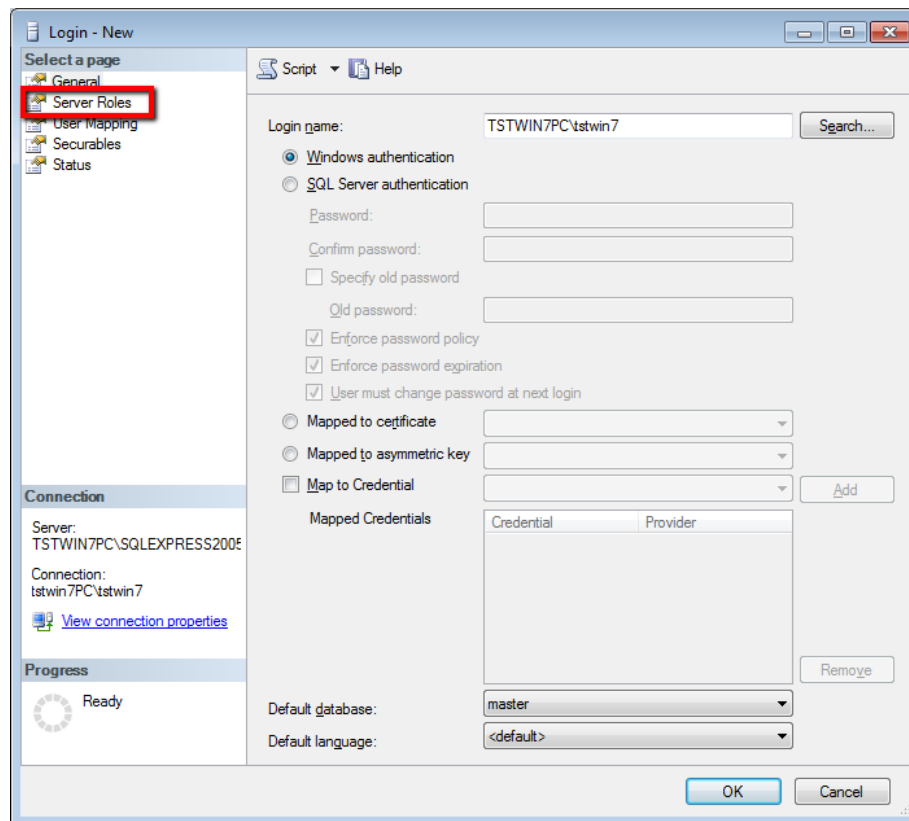 Login - New
Select a page
General
Server Roles
User Mapping
Securables
Status
Script
Help
Login name:
TSTWIN7PC\tstwin7
Search...
Windows authentication
SQL Server authentication
Password:
Confirm password:
Specify old password
Old password:
Enforce password policy
Enforce password expiration
User must change password at next login
Mapped to certificate
Mapped to asymmetric key
Map to Credential
Add
Mapped Credentials
Credential
Provider
Remove
Default database:
master
Default language:
<default>
Connection
Server:
TSTWIN7PC\SQLEXPRESS2005
Connection:
tstwin7PC\tstwin7
View connection properties
Progress
Ready
OK
Cancel